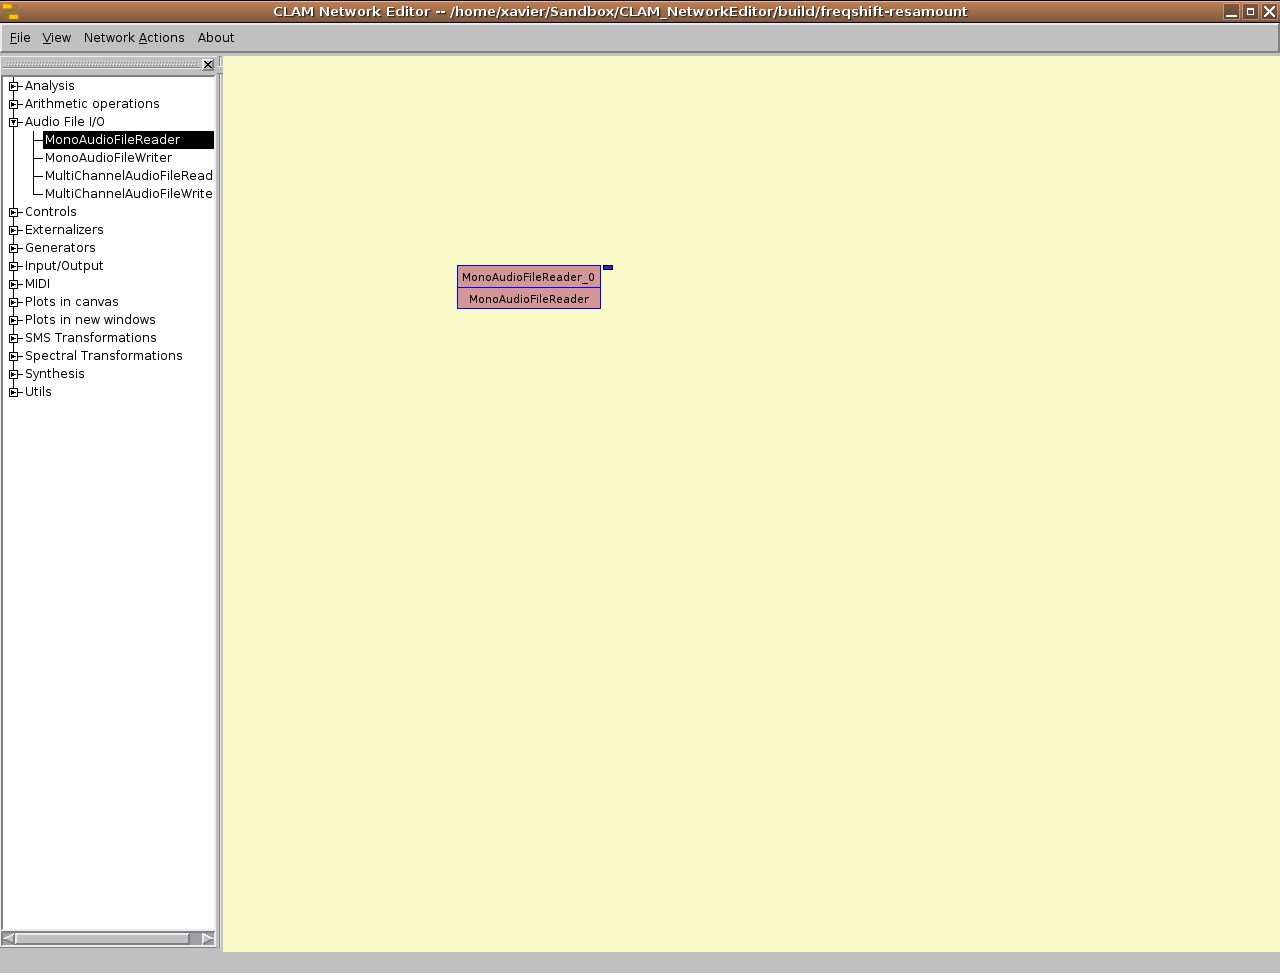 CLAM Network Editor -- /home/xavier/Sandbox/CLAM_NetworkEditor/build/freqshift-resamount
File View Network Actions About
Analysis
Arithmetic operations
Audio File I/O
MonoAudioFileReader
MonoAudioFileWriter
MultiChannelAudioFileRead
MultiChannelAudioFileWrite
Controls
Externalizers
Generators
Input/Output
MIDI
Plots in canvas
Plots in new windows
SMS Transformations
Spectral Transformations
Synthesis
Utils
MonoAudioFileReader_0
MonoAudioFileReader